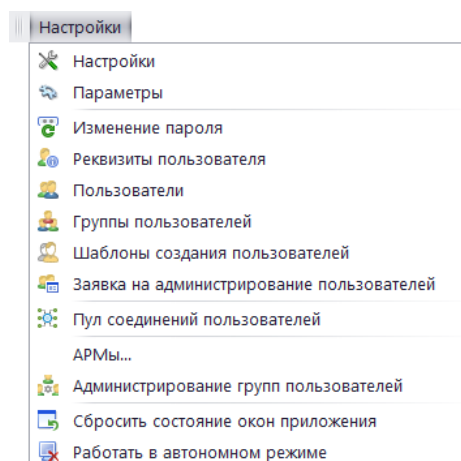 Настройки
Настройки
Параметры
Изменение пароля
Реквизиты пользователя
Пользователи
Группы пользователей
Шаблоны создания пользователей
Заявка на администрирование пользователей
Пул соединений пользователей
АРМы...
Администрирование групп пользователей
Сбросить состояние окон приложения
Работать в автономном режиме